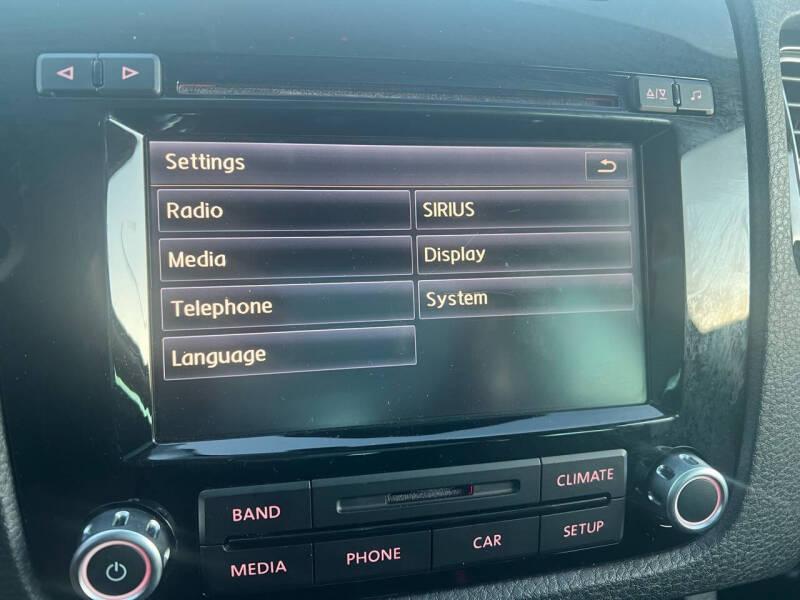 Settings
Radio
SIRIUS
Media
Display
Telephone
System
Language
BAND
CLIMATE
MEDIA
PHONE
CAR
SETUP